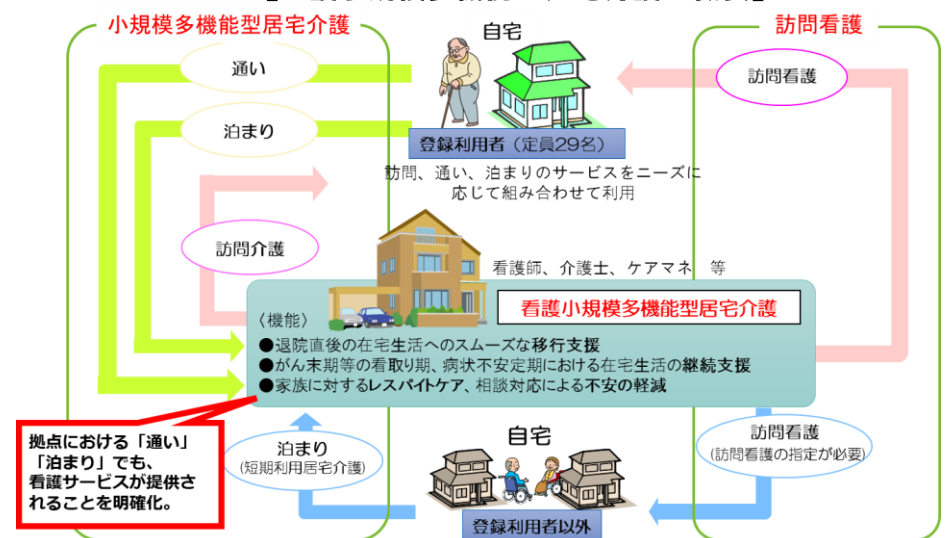 小規模多機能型居宅介護
自宅
訪問看護
通い
訪問看護
泊まり
登録利用者（定員29名）
訪問、通い、泊まりのサービスをニーズに
応じて組み合わせて利用
訪問介護
看護師、介護士、ケアマネ 等
看護小規模多機能型居宅介護
〈機能〉
●退院直後の在宅生活へのスムーズな移行支援
●がん末期等の看取り期、病状不安定期における在宅生活の継続支援
●家族に対するレスパイトケア、相談対応による不安の軽減
拠点における「通い」
「泊まり」でも、
看護サービスが提供さ
れることを明確化。
泊まり
(短期利用居宅介護)
自宅
訪問看護
(訪問看護の指定が必要)
登録利用者以外